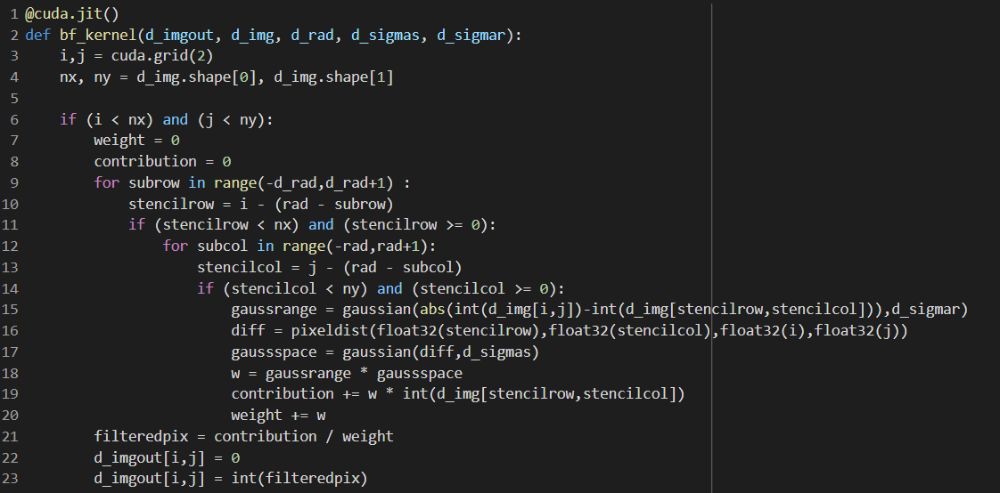 1 @cuda.jit()
2 def bf_kernel(d_imgout, d_img, d_rad, d_sigmas, d_sigmar):
3     i,j = cuda.grid(2)
4     nx, ny = d_img.shape[0], d_img.shape[1]
5
6     if (i < nx) and (j < ny):
7         weight = 0
8         contribution = 0
9         for subrow in range(-d_rad,d_rad+1) :
10             stencilrow = i - (rad - subrow)
11             if (stencilrow < nx) and (stencilrow >= 0):
12                 for subcol in range(-rad,rad+1):
13                     stencilcol = j - (rad - subcol)
14                     if (stencilcol < ny) and (stencilcol >= 0):
15                         gaussrange = gaussian(abs(int(d_img[i,j])-int(d_img[stencilrow,stencilcol])),d_sigmar)
16                         diff = pixeldist(float32(stencilrow),float32(stencilcol),float32(i),float32(j))
17                         gaussspace = gaussian(diff,d_sigmas)
18                         w = gaussrange * gaussspace
19                         contribution += w * int(d_img[stencilrow,stencilcol])
20                         weight += w
21         filteredpix = contribution / weight
22         d_imgout[i,j] = 0
23         d_imgout[i,j] = int(filteredpix)